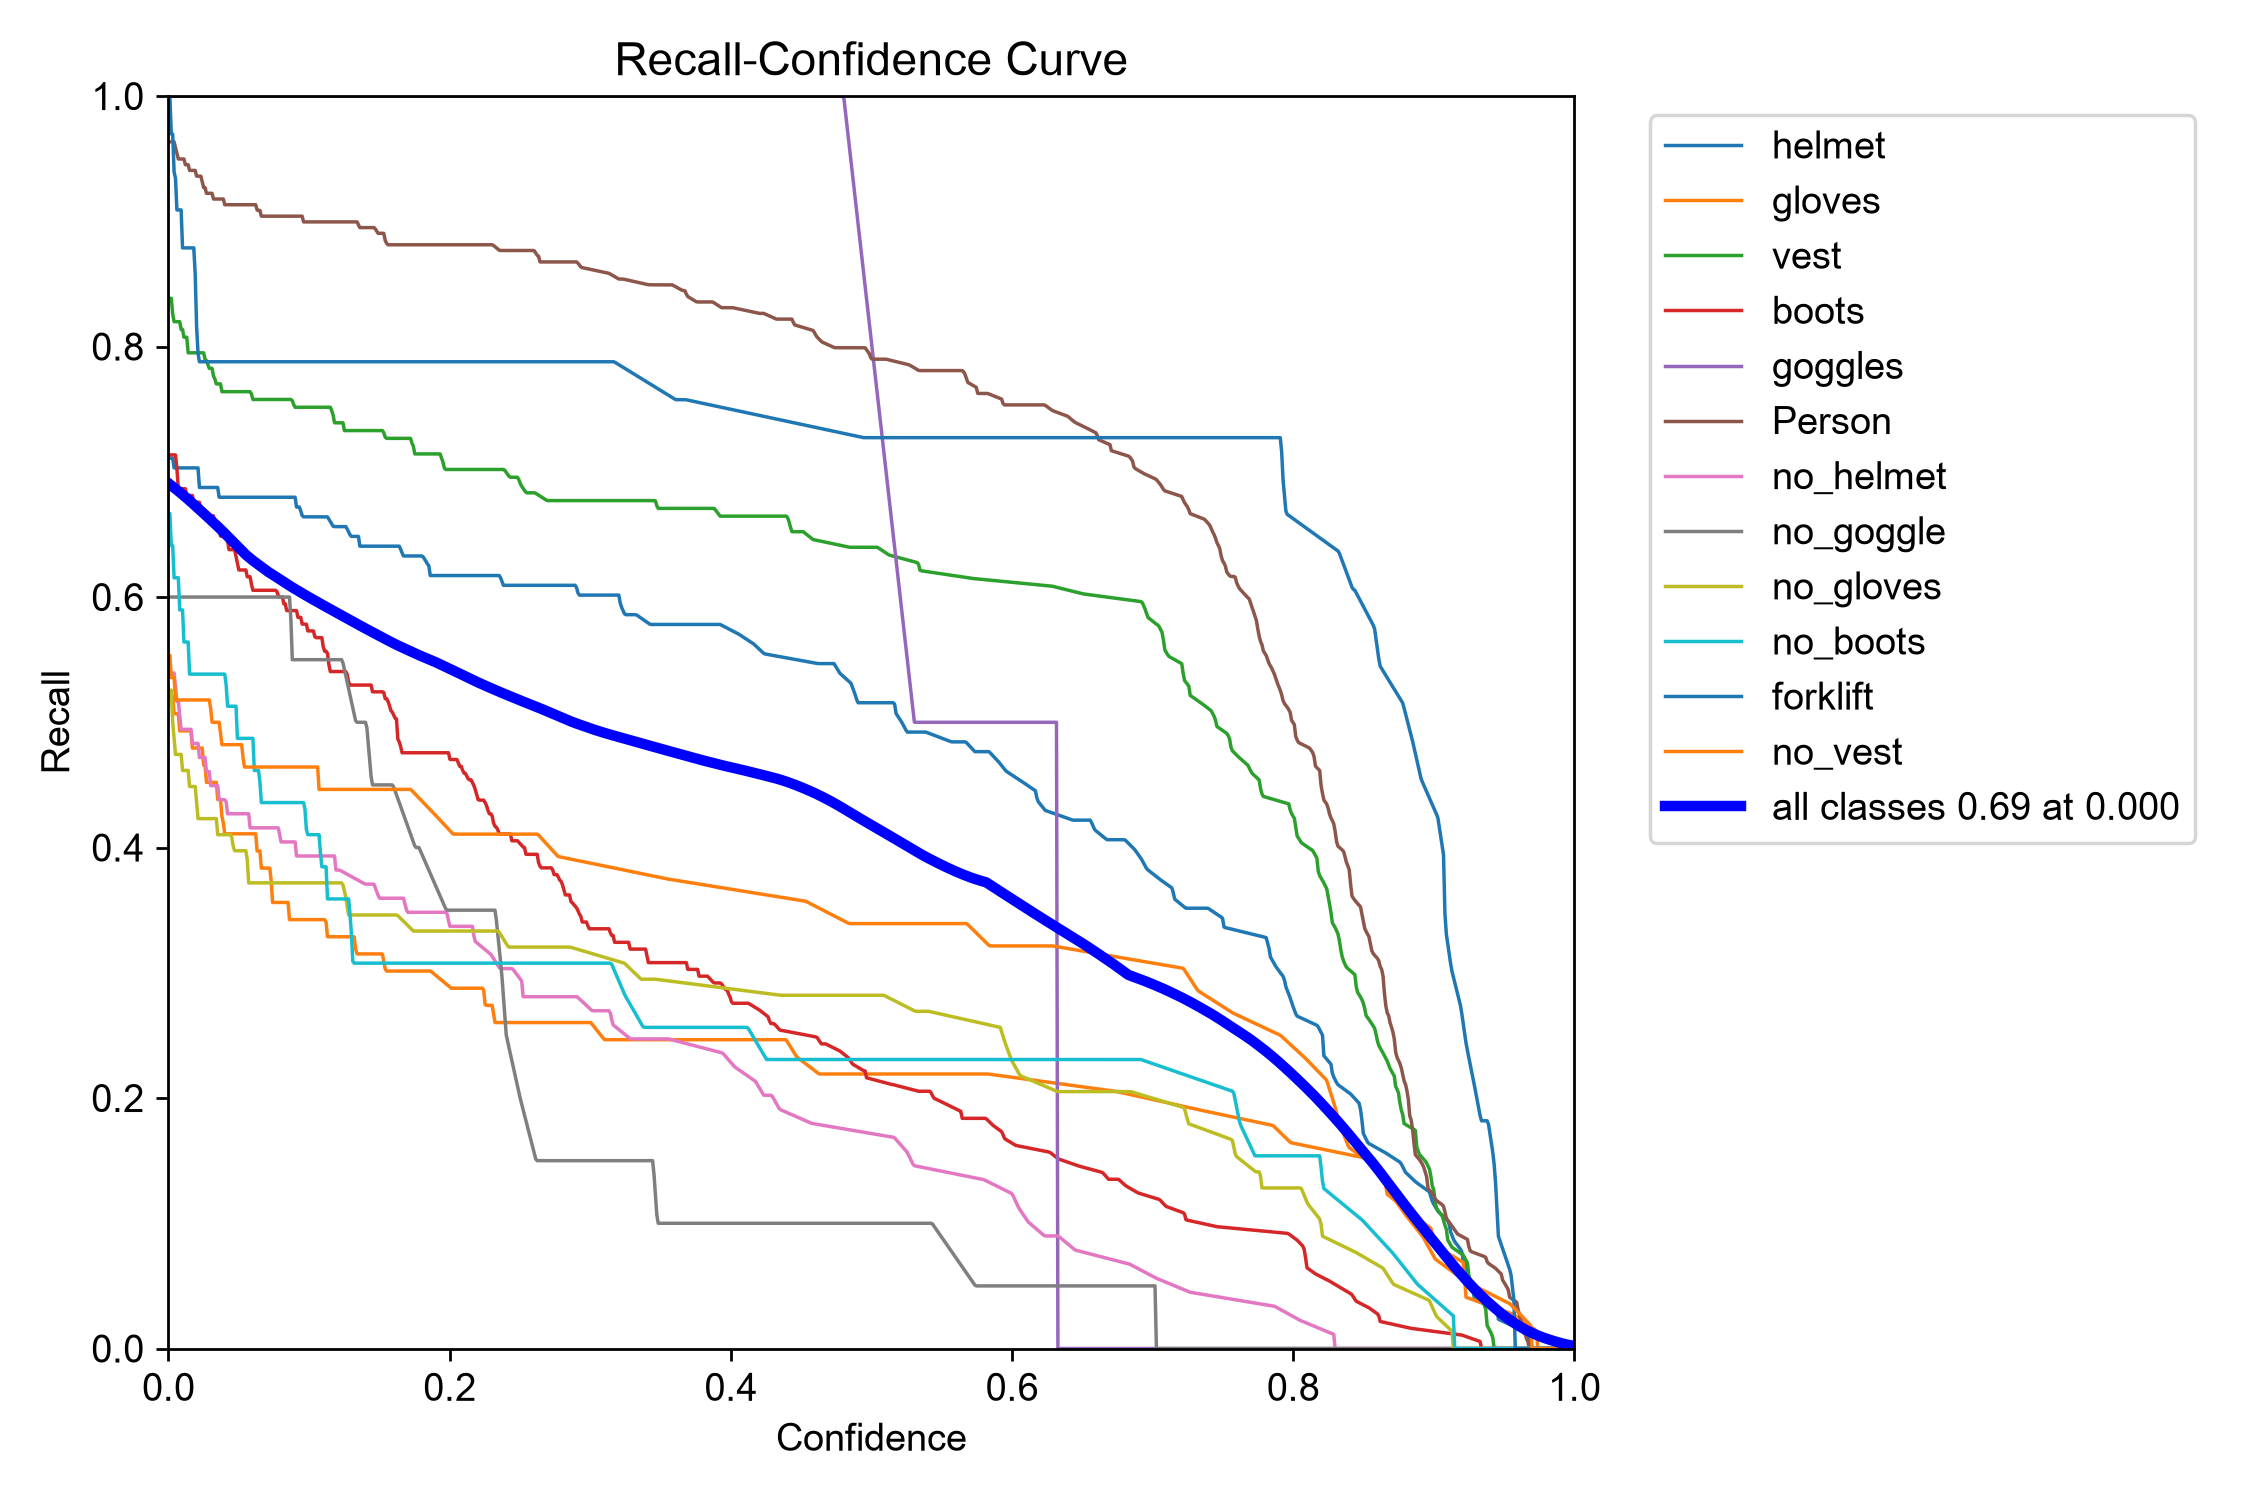 Recall-Confidence Curve
1.0
0.8
0.6
0.4
0.2
0.0
Recall
0.0 0.2 0.4 0.6 0.8 1.0
Confidence
helmet
gloves
vest
boots
goggles
Person
no_helmet
no_goggle
no_gloves
no_boots
forklift
no_vest
all classes 0.69 at 0.000